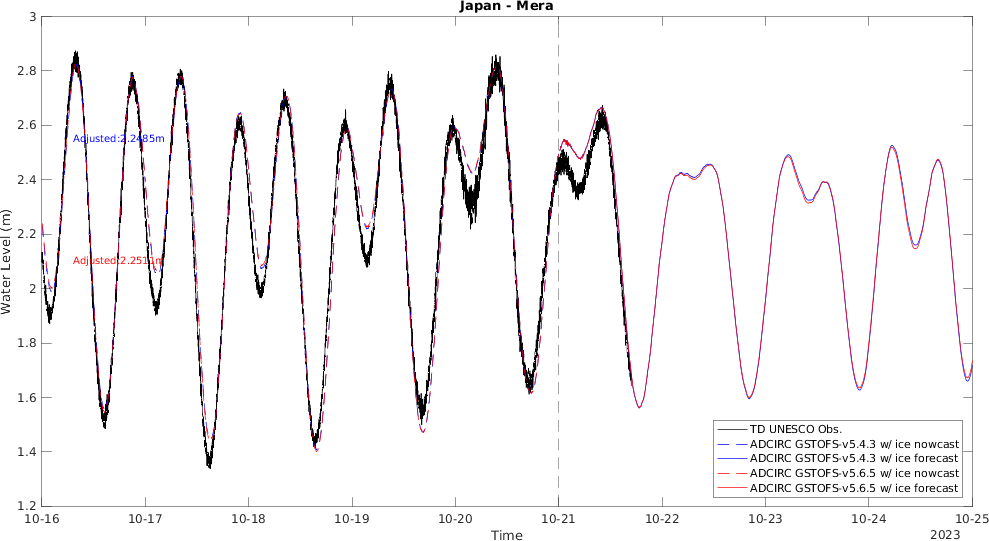 Japan - Mera
3
2.8
2.6
2.4
2.2
2
1.8
1.6
1.4
1.2
Water Level (m)
Adjusted:2.2485m
Adjusted:2.2511m
TD UNESCO Obs.
ADCIRC GSTOFS-v5.4.3 w/ ice nowcast
ADCIRC GSTOFS-v5.4.3 w/ ice forecast
ADCIRC GSTOFS-v5.6.5 w/ ice nowcast
ADCIRC GSTOFS-v5.6.5 w/ ice forecast
10-16 10-17 10-18 10-19 10-20 10-21 10-22 10-23 10-24 10-25
Time
2023